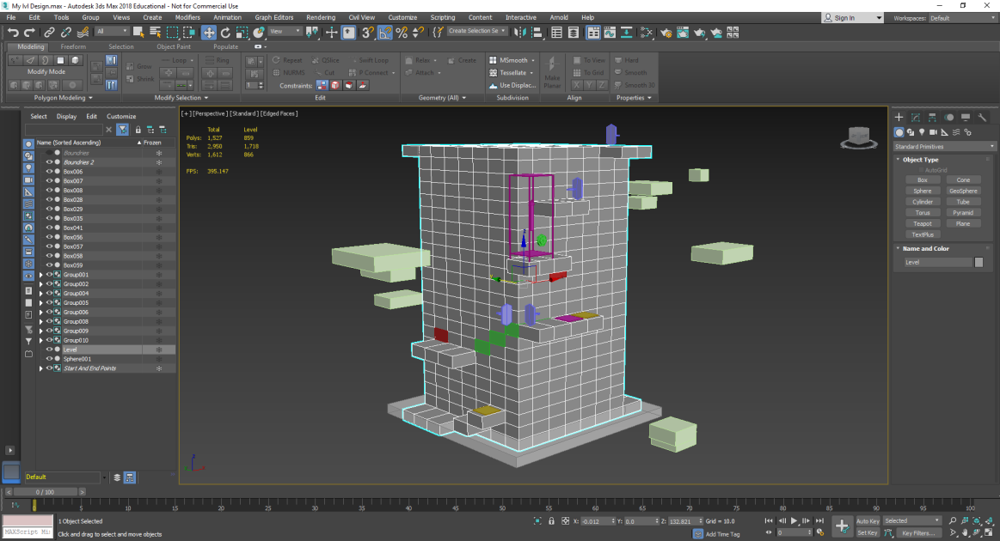 My lvl Design.max - Autodesk 3ds Max 2018 Educational - Not for Commercial Use
File Edit Tools Group Views Create Modifiers Animation Graph Editors Rendering Civil View Customize Scripting Content Interactive Arnold Help
Sign In Workspaces: Default
All View Create Selection Se
Modeling Freeform Selection Object Paint Populate
Modify Mode
Grow Shrink
Loop Ring
Repeat QSlice Swift Loop
NURMS Cut P Connect
Constraints:
Relax Create
Attach
MSmooth
Tessellate
Use Displac...
Make Planar
To View
To Grid
X Y Z
Hard
Smooth
Smooth 30
Polygon Modeling Modify Selection Edit Geometry (All) Subdivision Align Properties
Select Display Edit Customize
Name (Sorted Ascending) Frozen
Boundries
Boundries 2
Box006
Box007
Box008
Box028
Box029
Box035
Box041
Box056
Box057
Box058
Box059
Group001
Group002
Group004
Group005
Group006
Group008
Group009
Group010
Level
Sphere001
Start And End Points
Default
[+] [Perspective] [Standard] [Edged Faces]
Total Level
Polys: 1,527 859
Tris: 2,950 1,718
Verts: 1,612 866
FPS: 395.147
Standard Primitives
Object Type
AutoGrid
Box Cone
Sphere GeoSphere
Cylinder Tube
Torus Pyramid
Teapot Plane
TextPlus
Name and Color
Level
0 / 100
0 5 10 15 20 25 30 35 40 45 50 55 60 65 70 75 80 85 90 95 100
1 Object Selected
X: -0.012 Y: 0.0 Z: 132.821 Grid = 10.0
Auto Key Selected
MAXScript Mi
Click and drag to select and move objects
Add Time Tag
0
Set Key Key Filters...